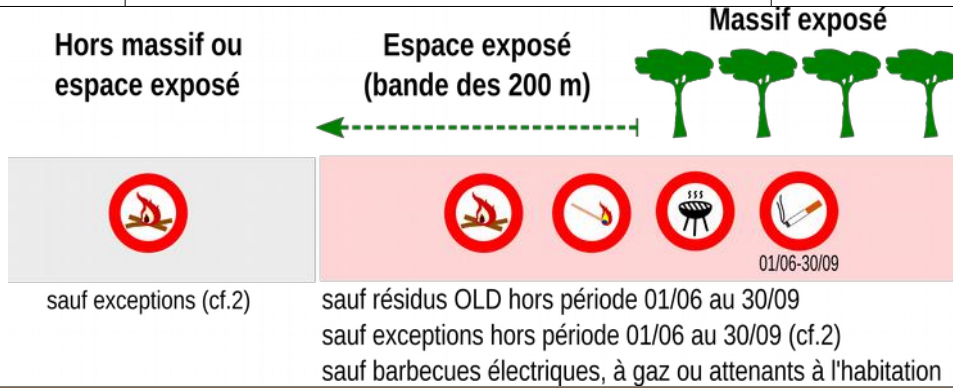 Hors massif ou
espace exposé
Espace exposé
(bande des 200 m)
Massif exposé
01/06-30/09
sauf exceptions (cf.2)
sauf résidus OLD hors période 01/06 au 30/09
sauf exceptions hors période 01/06 au 30/09 (cf.2)
sauf barbecues électriques, à gaz ou attenants à l'habitation